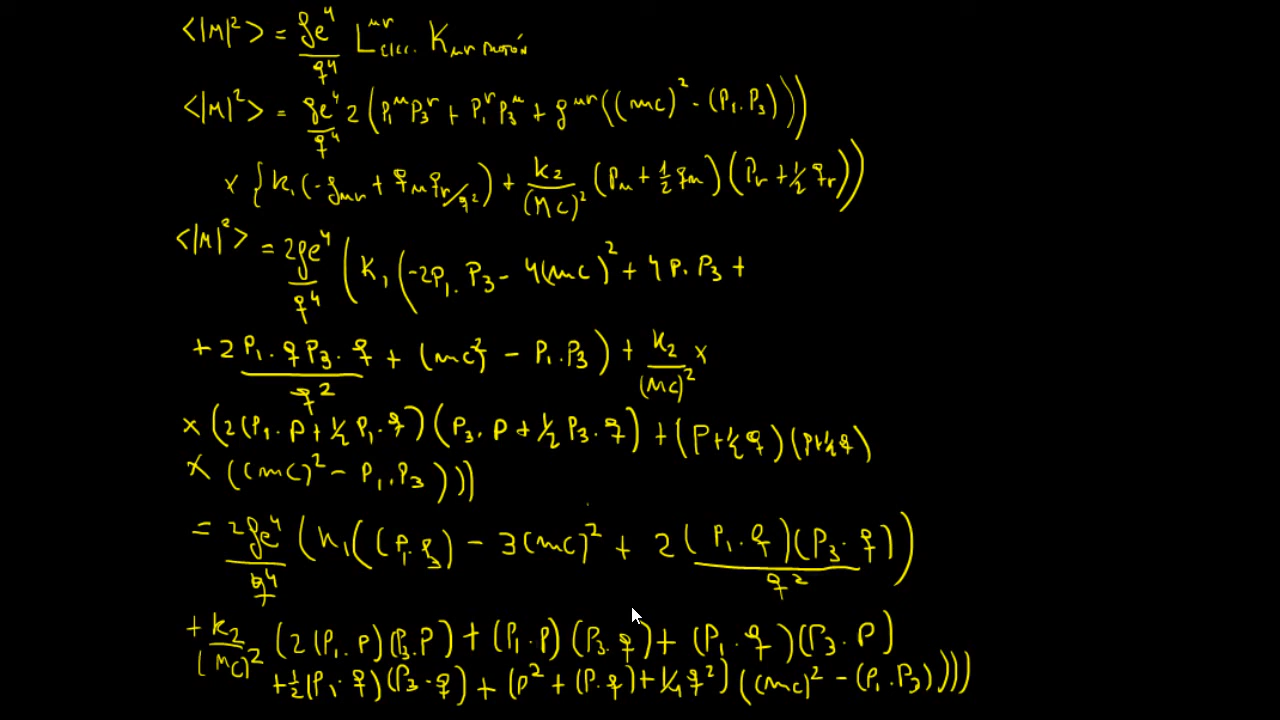 <|M|²> = ge⁴/q⁴ L^μν elec. K_μν protón
<|M|²> = ge⁴/q⁴ 2 (P₁^μ P₃^ν + P₁^ν P₃^μ + g^μν ((mc)² - (P₁.P₃)))
x {K₁(-g_μν + q_μ q_ν/q²) + K₂/(Mc)² (P_μ + ½ q_μ)(P_ν + ½ q_ν))
<|M|²> = 2ge⁴/q⁴ (K₁(-2P₁.P₃ - 4(mc)² + 4P.P₃ +
+ 2 P₁.q P₃.q/q² + (mc)² - P₁.P₃) + K₂/(Mc)² x
x (2(P₁.P + ½ P₁.q)(P₃.P + ½ P₃.q) + (P+½q)(P+½q)
x ((mc)² - P₁.P₃)))
= 2ge⁴/q⁴ (K₁((P₁.P₃) - 3(mc)² + 2(P₁.q)(P₃.q)/q²)
+ K₂/(Mc)² (2(P₁.P)(P₃.P) + (P₁.P)(P₃.q) + (P₁.q)(P₃.P)
+½(P₁.q)(P₃.q) + (P² + (P.q) + ¼q²)((mc)² - (P₁.P₃))))